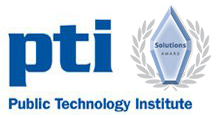 pti
Solutions
AWARD
Public Technology Institute